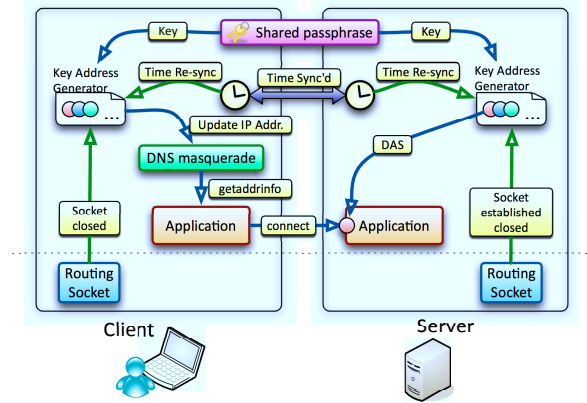 Key
Shared passphrase
Key
Key Address
Generator
Time Re-sync
Time Sync'd
Time Re-sync
Key Address
Generator
...
...
Update IP Addr.
DNS masquerade
DAS
getaddrinfo
Socket
closed
Application
connect
Application
Socket
established
closed
Routing
Socket
Routing
Socket
Client
Server